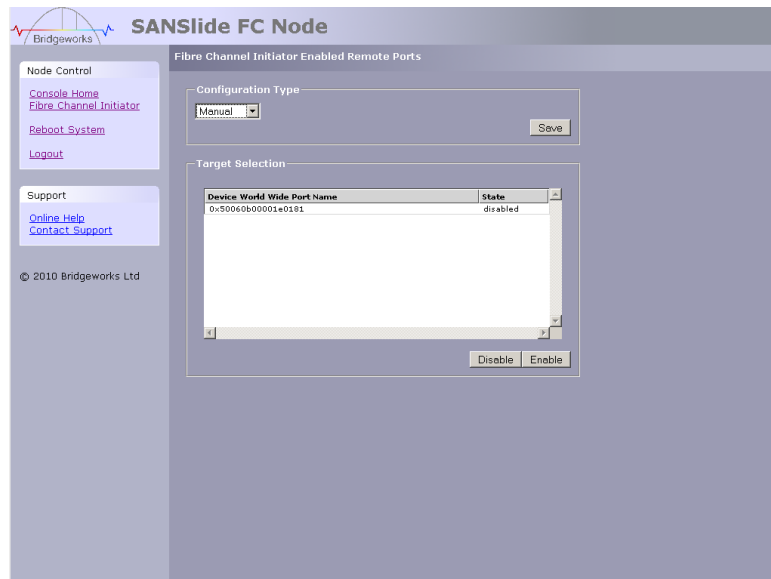 Bridgeworks
SANSlide FC Node
Fibre Channel Initiator Enabled Remote Ports
Node Control
Console Home
Fibre Channel Initiator
Reboot System
Logout
Support
Online Help
Contact Support
© 2010 Bridgeworks Ltd
Configuration Type
Manual
Save
Target Selection
Device World Wide Port Name State
0x50060b00001e0181 disabled
Disable Enable